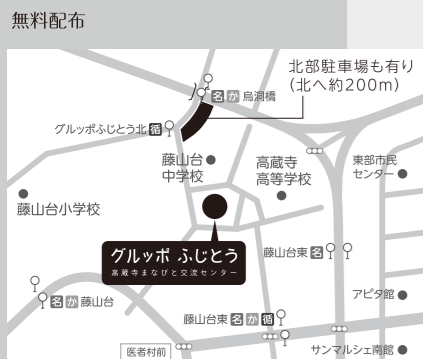 無料配布
北部駐車場も有り
(北へ約200m)
名 か 烏洞橋
グルッポふじとう北 循
藤山台
中学校
高蔵寺
高等学校
東部市民
センター
藤山台小学校
グルッポ ふじとう
高蔵寺まなびと交流センター
藤山台東 名
名 か 藤山台
アピタ館
藤山台東 名 か 循
医者村前
サンマルシェ南館